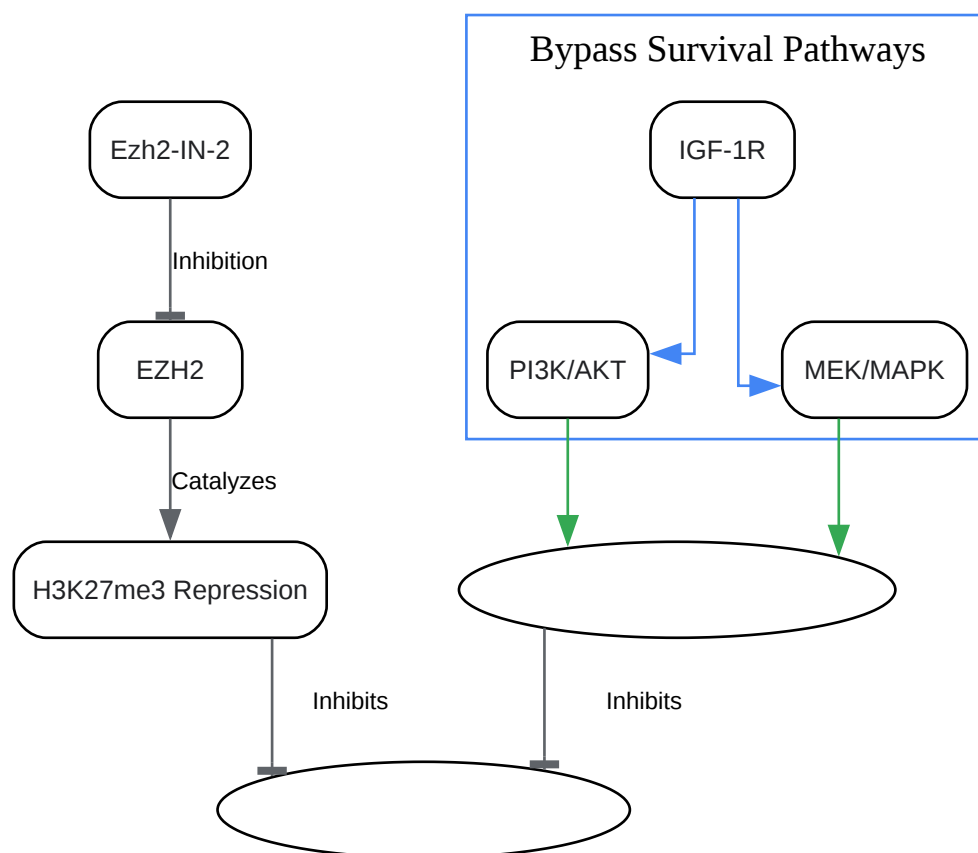 Bypass Survival Pathways
Ezh2-IN-2
IGF-1R
Inhibition
EZH2
PI3K/AKT
MEK/MAPK
Catalyzes
H3K27me3 Repression
Inhibits
Inhibits